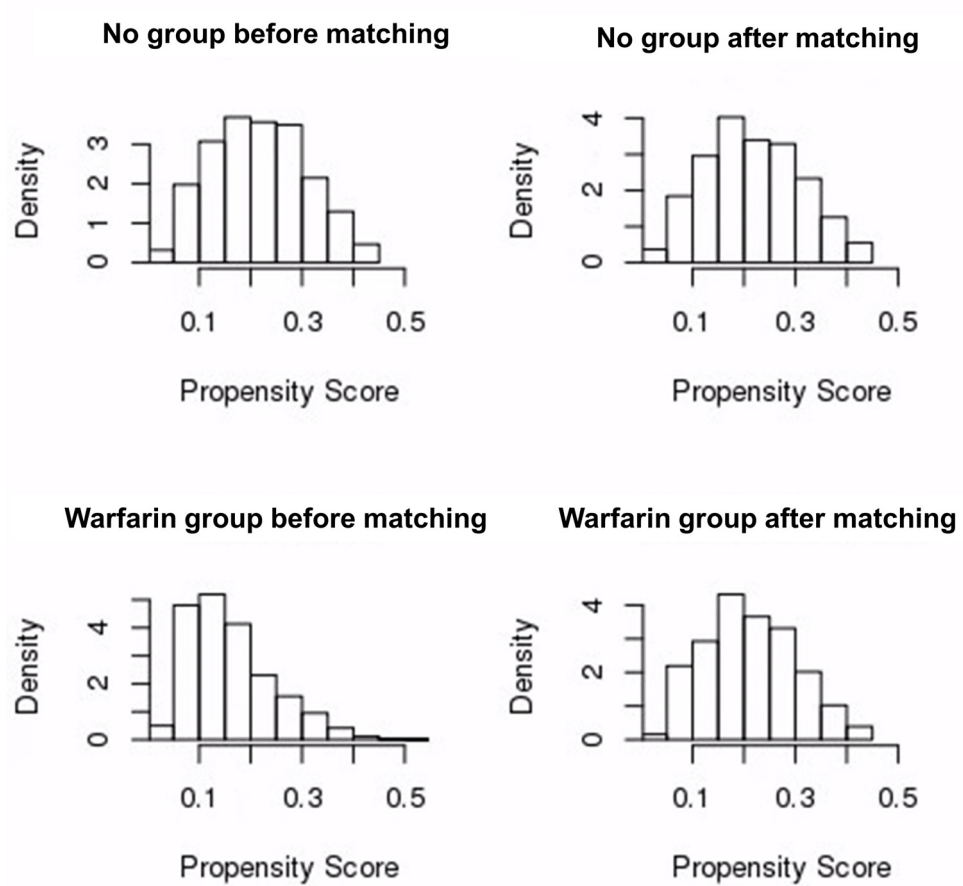 No group before matching
No group after matching
Density
3
2
1
0
0.1 0.3 0.5
Propensity Score
Density
4
2
0
0.1 0.3 0.5
Propensity Score
Warfarin group before matching
Warfarin group after matching
Density
4
2
0
0.1 0.3 0.5
Propensity Score
Density
4
2
0
0.1 0.3 0.5
Propensity Score